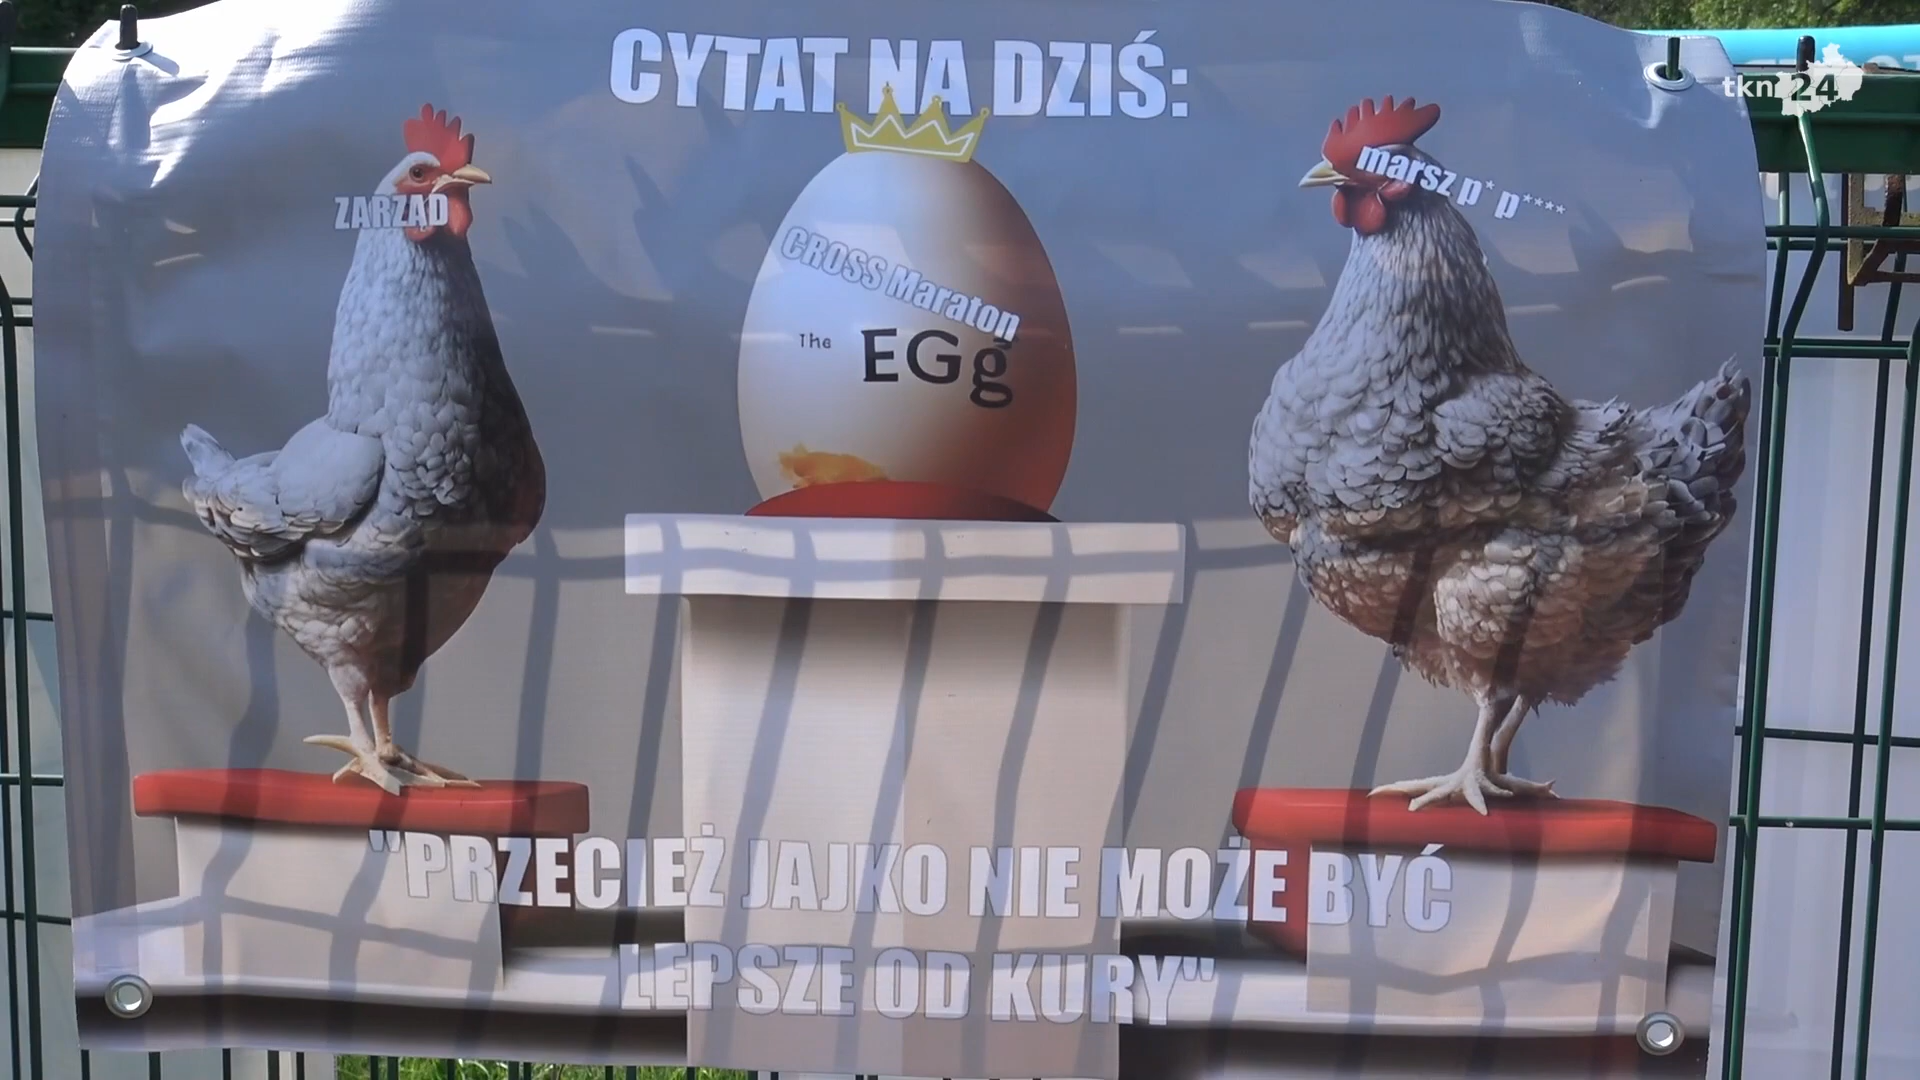 CYTAT NA DZIŚ:
tkn24
ZARZĄD
marsz p* p****
CROSS Maraton
The EGg
"PRZECIEŻ JAJKO NIE MOŻE BYĆ
LEPSZE OD KURY"